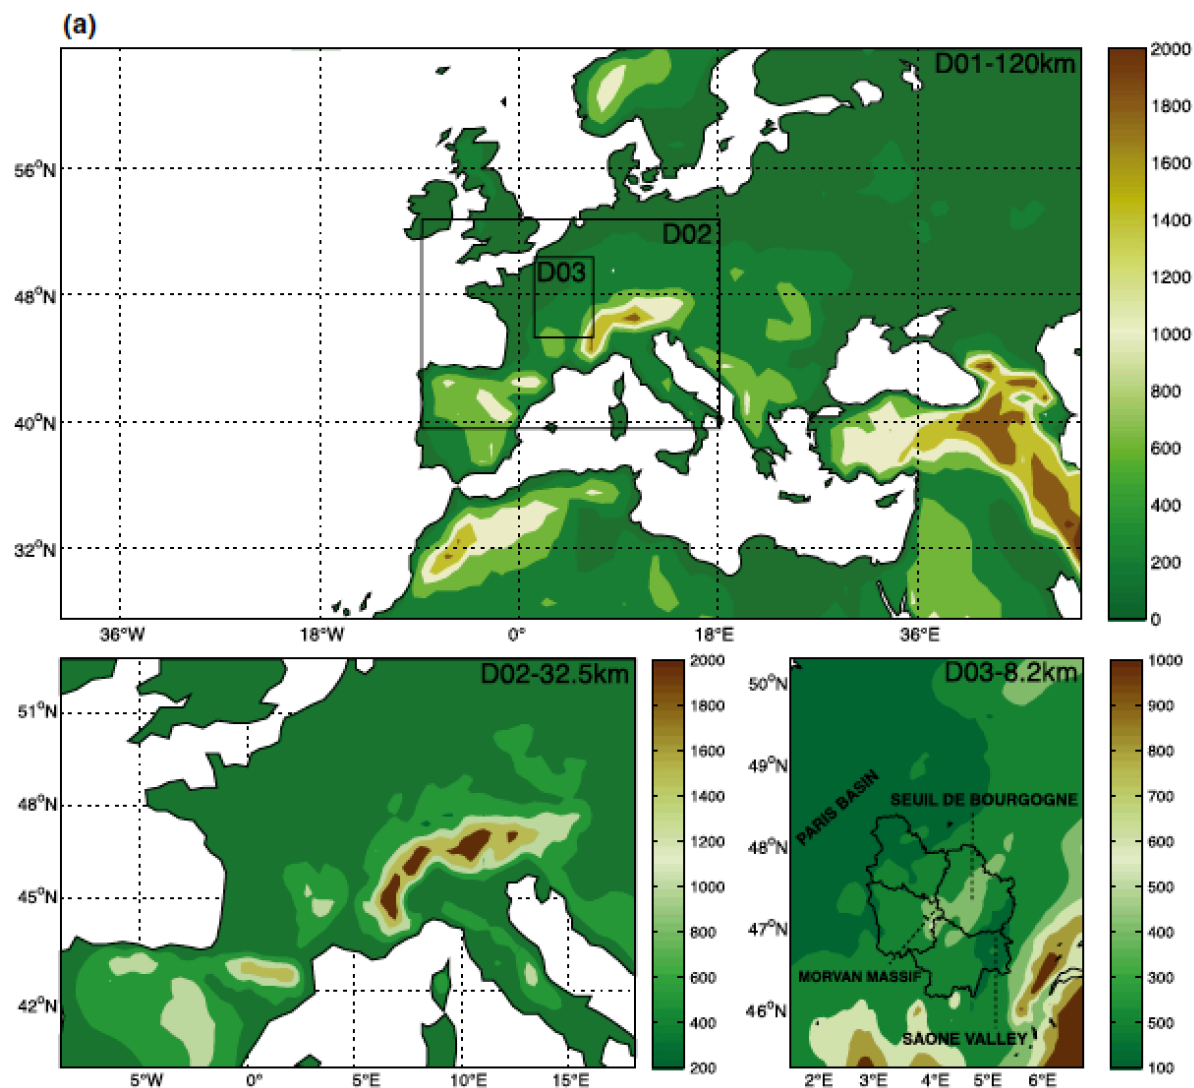 (a)
D01-120km
D02
D03
56°N
48°N
40°N
32°N
36°W
18°W
0°
18°E
36°E
2000
1800
1600
1400
1200
1000
800
600
400
200
0
D02-32.5km
51°N
48°N
45°N
42°N
5°W
0°
5°E
10°E
15°E
2000
1800
1600
1400
1200
1000
800
600
400
200
D03-8.2km
50°N
49°N
48°N
47°N
46°N
PARIS BASIN
SEUIL DE BOURGOGNE
MORVAN MASSIF
SAONE VALLEY
2°E
3°E
4°E
5°E
6°E
1000
900
800
700
600
500
400
300
500
100